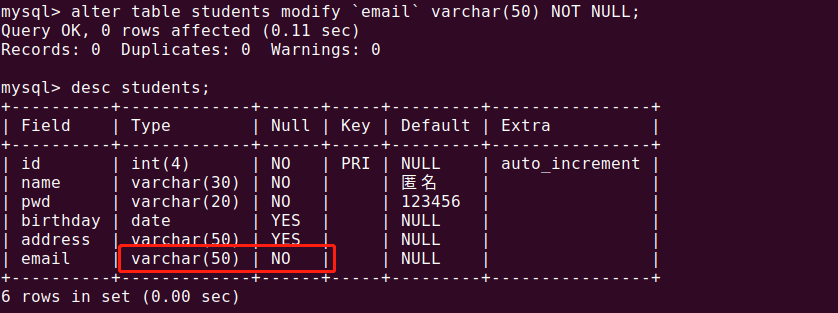 mysql> alter table students modify `email` varchar(50) NOT NULL;
Query OK, 0 rows affected (0.11 sec)
Records: 0  Duplicates: 0  Warnings: 0

mysql> desc students;
+----------+-------------+------+-----+---------+----------------+
| Field    | Type        | Null | Key | Default | Extra          |
+----------+-------------+------+-----+---------+----------------+
| id       | int(4)      | NO   | PRI | NULL    | auto_increment |
| name     | varchar(30) | NO   |     | 匿名    |                |
| pwd      | varchar(20) | NO   |     | 123456  |                |
| birthday | date        | YES  |     | NULL    |                |
| address  | varchar(50) | YES  |     | NULL    |                |
| email    | varchar(50) | NO   |     | NULL    |                |
+----------+-------------+------+-----+---------+----------------+
6 rows in set (0.00 sec)